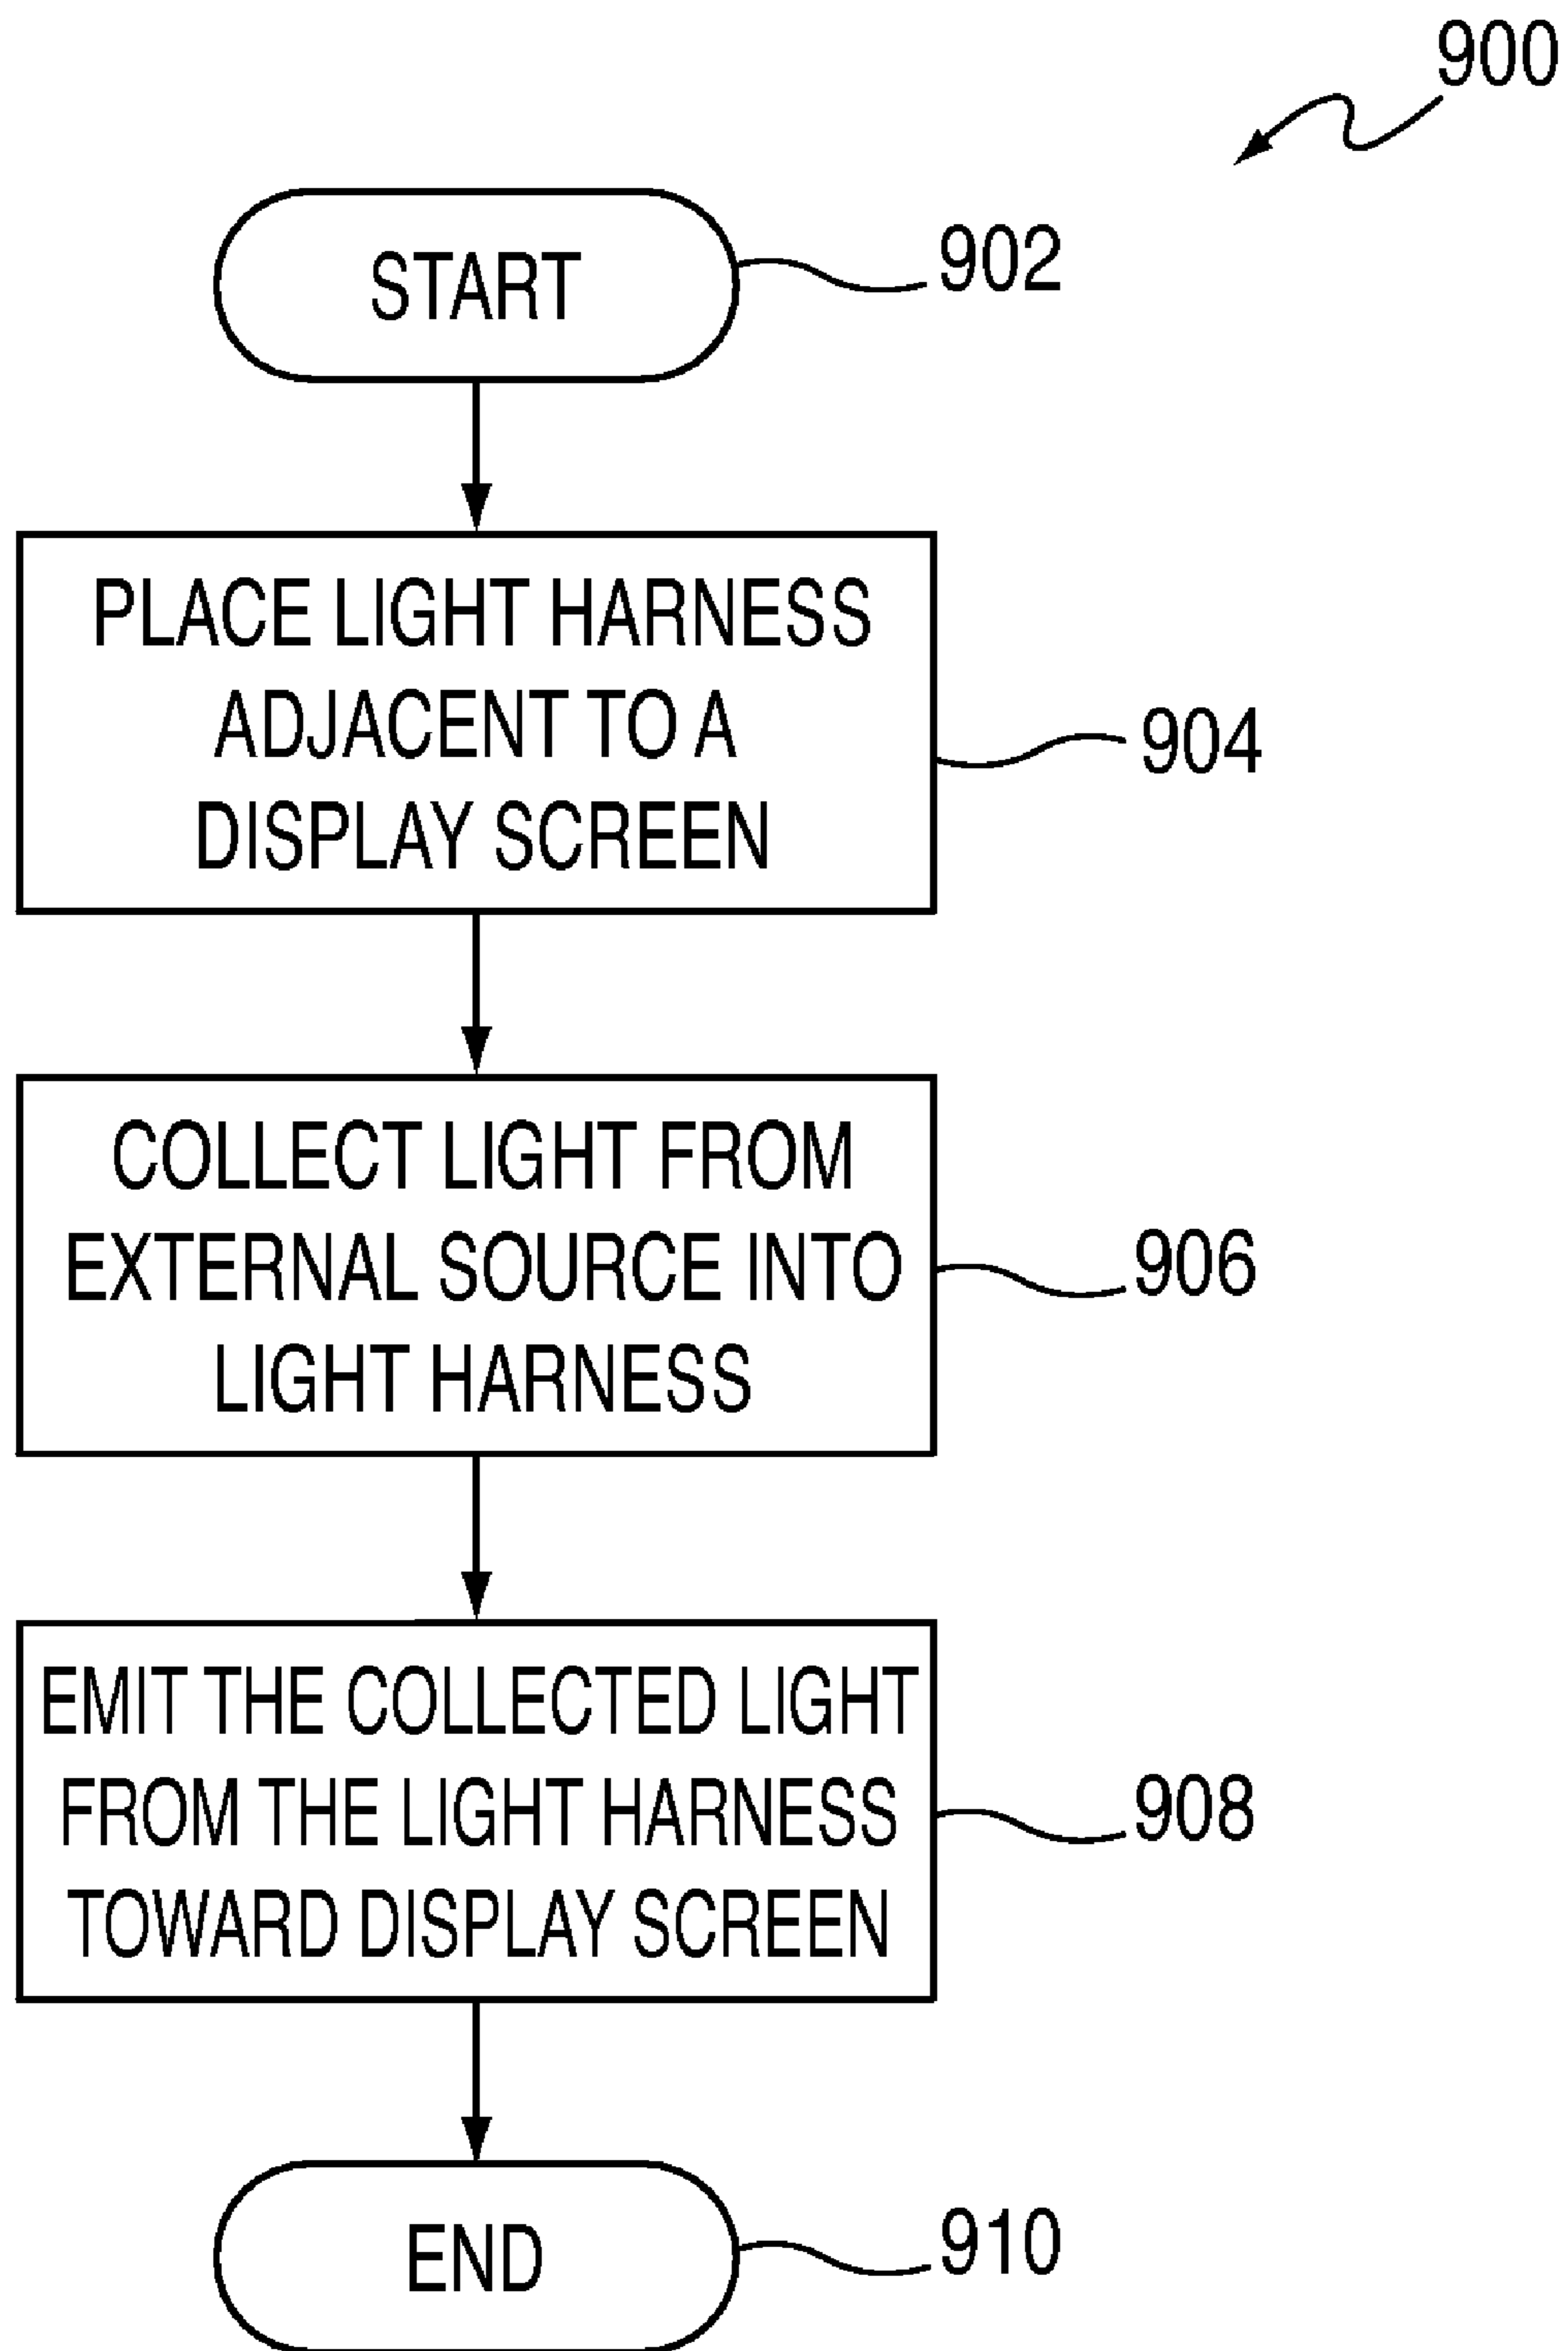 900
START
902
PLACE LIGHT HARNESS
ADJACENT TO A
DISPLAY SCREEN
904
COLLECT LIGHT FROM
EXTERNAL SOURCE INTO
LIGHT HARNESS
906
EMIT THE COLLECTED LIGHT
FROM THE LIGHT HARNESS
TOWARD DISPLAY SCREEN
908
END
910